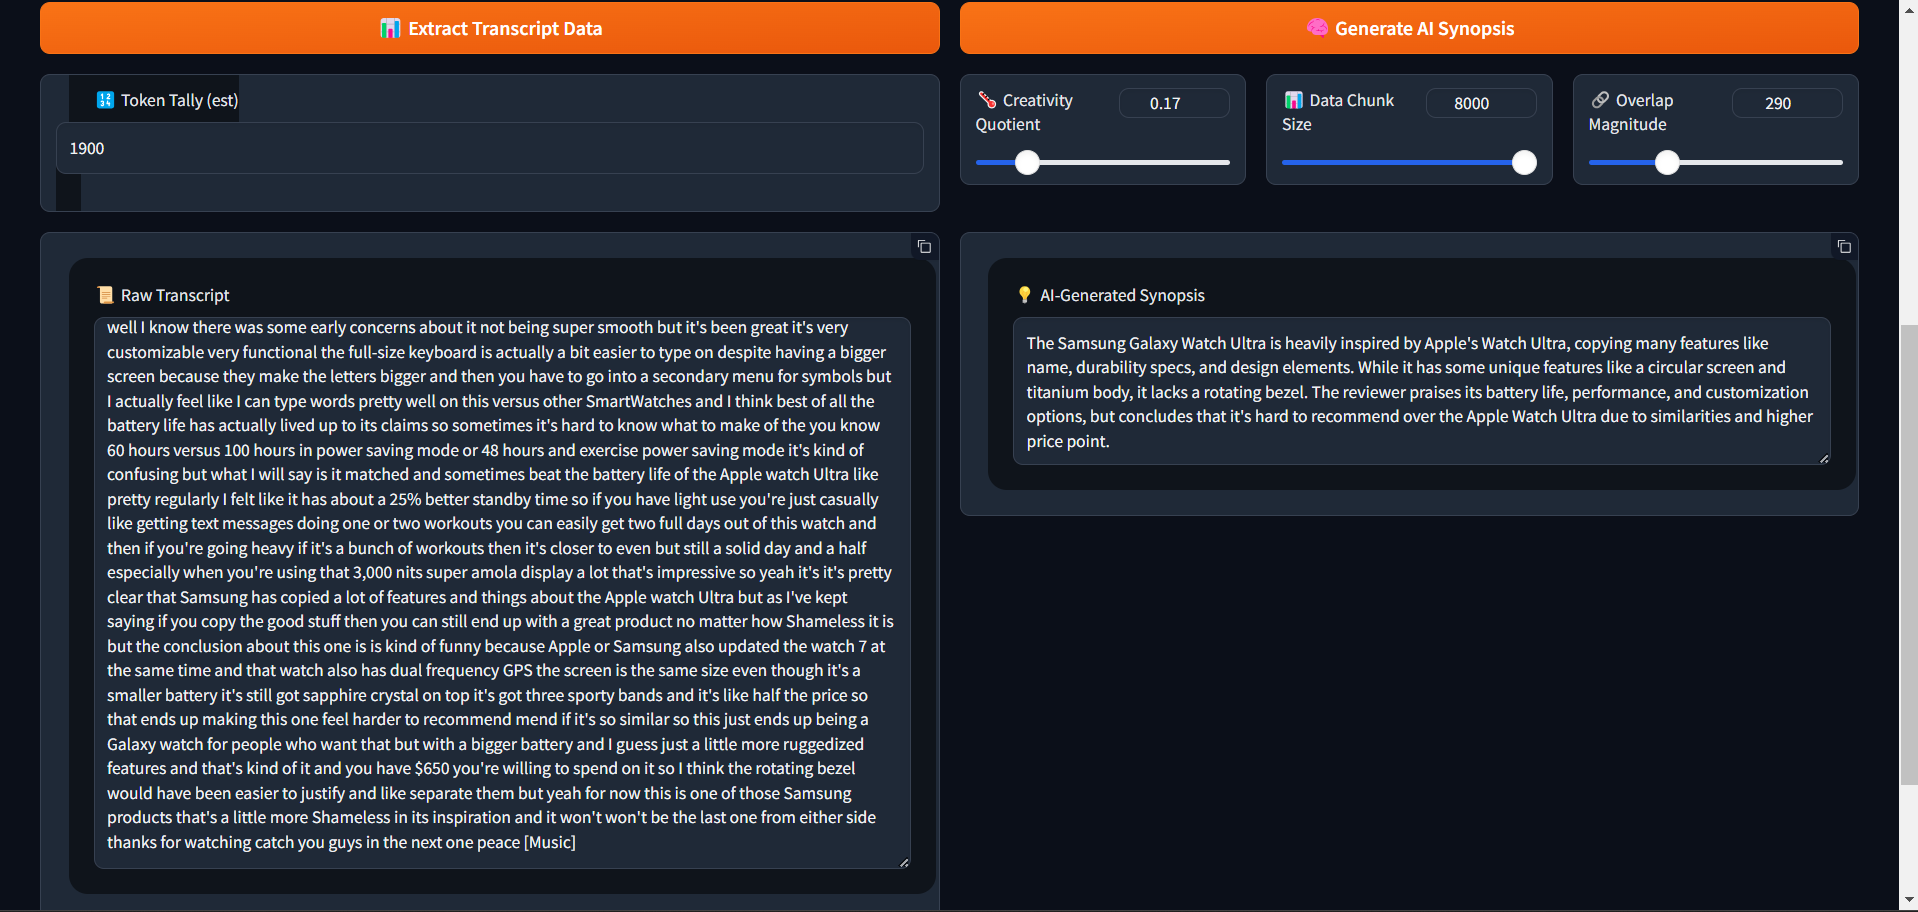 Extract Transcript Data
Generate AI Synopsis
Token Tally (est)
1900
Creativity Quotient
0.17
Data Chunk Size
8000
Overlap Magnitude
290
Raw Transcript
well I know there was some early concerns about it not being super smooth but it's been great it's very
customizable very functional the full-size keyboard is actually a bit easier to type on despite having a bigger
screen because they make the letters bigger and then you have to go into a secondary menu for symbols but
I actually feel like I can type words pretty well on this versus other SmartWatches and I think best of all the
battery life has actually lived up to its claims so sometimes it's hard to know what to make of the you know
60 hours versus 100 hours in power saving mode or 48 hours and exercise power saving mode it's kind of
confusing but what I will say is it matched and sometimes beat the battery life of the Apple watch Ultra like
pretty regularly I felt like it has about a 25% better standby time so if you have light use you're just casually
like getting text messages doing one or two workouts you can easily get two full days out of this watch and
then if you're going heavy if it's a bunch of workouts then it's closer to even but still a solid day and a half
especially when you're using that 3,000 nits super amola display a lot that's impressive so yeah it's it's pretty
clear that Samsung has copied a lot of features and things about the Apple watch Ultra but as I've kept
saying if you copy the good stuff then you can still end up with a great product no matter how Shameless it is
but the conclusion about this one is is kind of funny because Apple or Samsung also updated the watch 7 at
the same time and that watch also has dual frequency GPS the screen is the same size even though it's a
smaller battery it's still got sapphire crystal on top it's got three sporty bands and it's like half the price so
that ends up making this one feel harder to recommend mend if it's so similar so this just ends up being a
Galaxy watch for people who want that but with a bigger battery and I guess just a little more ruggedized
features and that's kind of it and you have $650 you're willing to spend on it so I think the rotating bezel
would have been easier to justify and like separate them but yeah for now this is one of those Samsung
products that's a little more Shameless in its inspiration and it won't won't be the last one from either side
thanks for watching catch you guys in the next one peace [Music]
AI-Generated Synopsis
The Samsung Galaxy Watch Ultra is heavily inspired by Apple's Watch Ultra, copying many features like
name, durability specs, and design elements. While it has some unique features like a circular screen and
titanium body, it lacks a rotating bezel. The reviewer praises its battery life, performance, and customization
options, but concludes that it's hard to recommend over the Apple Watch Ultra due to similarities and higher
price point.